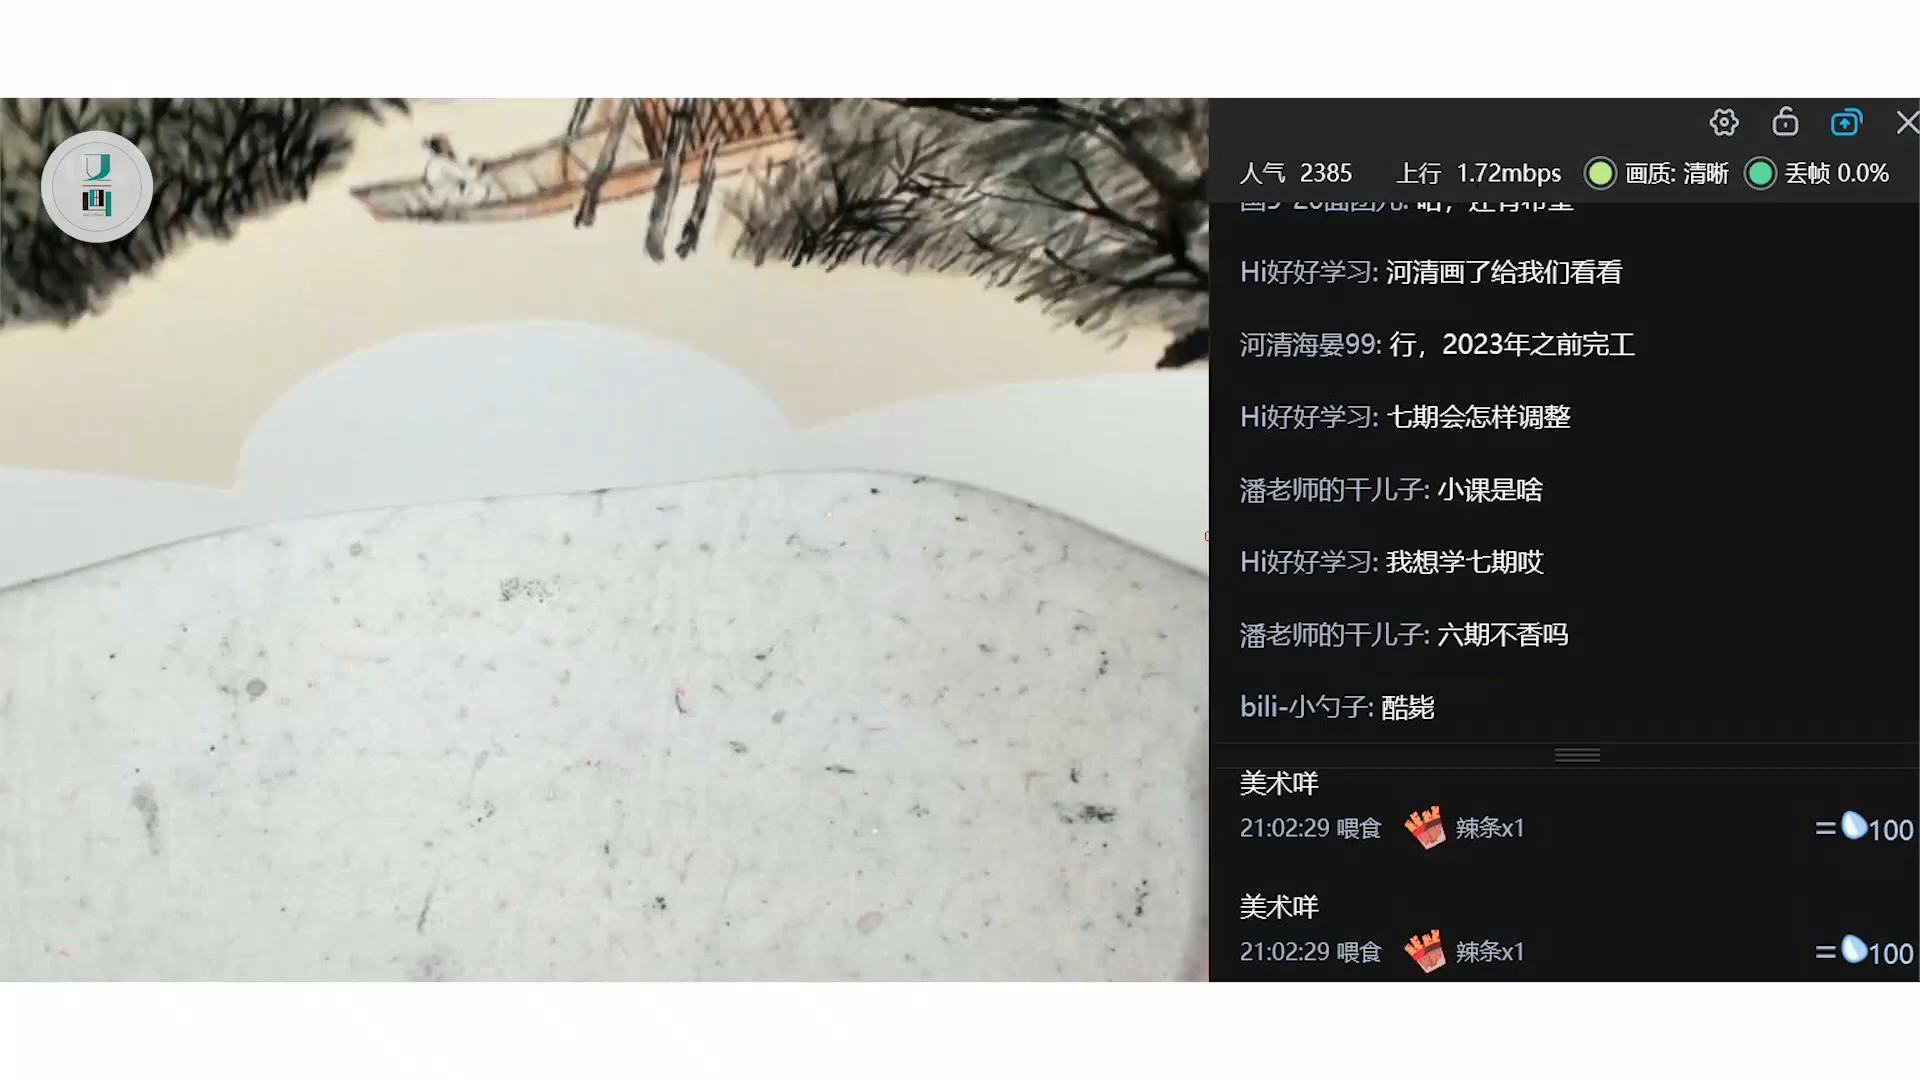 人气 2385 上行 1.72mbps 画质: 清晰 丢帧 0.0%
Hi好好学习: 河清画了给我们看看
河清海晏99: 行，2023年之前完工
Hi好好学习: 七期会怎样调整
潘老师的干儿子: 小课是啥
Hi好好学习: 我想学七期哎
潘老师的干儿子: 六期不香吗
bili-小勺子: 酷毙
美术咩
21:02:29 喂食 辣条x1 =100
美术咩
21:02:29 喂食 辣条x1 =100